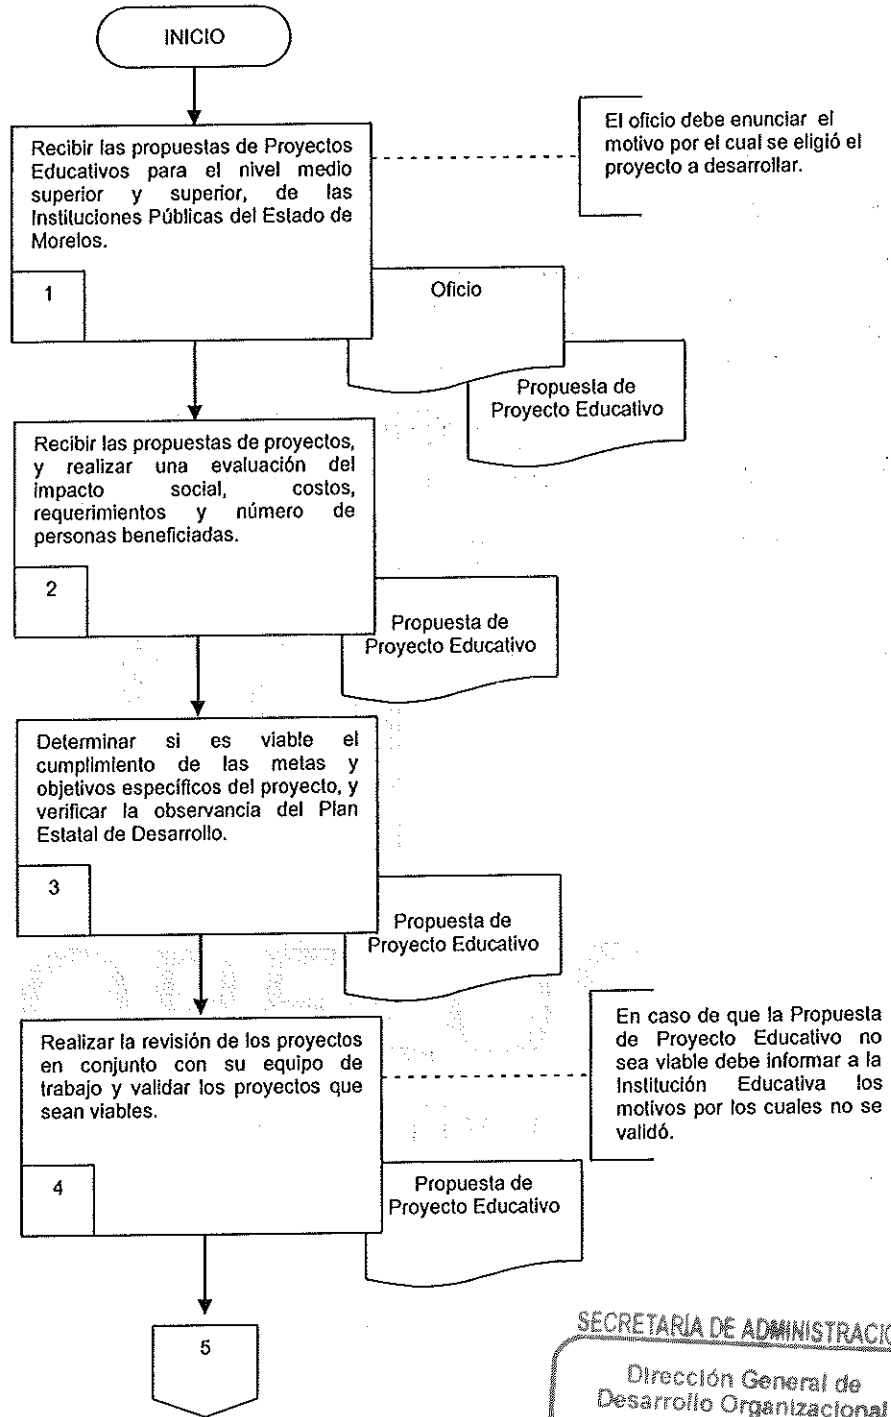 INICIO
Recibir las propuestas de Proyectos
Educativos para el nivel medio
superior y superior, de las
Instituciones Públicas del Estado de
Morelos.
1
El oficio debe enunciar el
motivo por el cual se eligió el
proyecto a desarrollar.
Oficio
Propuesta de
Proyecto Educativo
Recibir las propuestas de proyectos,
y realizar una evaluación del
impacto social, costos,
requerimientos y número de
personas beneficiadas.
2
Propuesta de
Proyecto Educativo
Determinar si es viable el
cumplimiento de las metas y
objetivos específicos del proyecto, y
verificar la observancia del Plan
Estatal de Desarrollo.
3
Propuesta de
Proyecto Educativo
Realizar la revisión de los proyectos
en conjunto con su equipo de
trabajo y validar los proyectos que
sean viables.
4
En caso de que la Propuesta
de Proyecto Educativo no
sea viable debe informar a la
Institución Educativa los
motivos por los cuales no se
validó.
Propuesta de
Proyecto Educativo
5
SECRETARÍA DE ADMINISTRACIO
Dirección General de
Desarrollo Organizacional